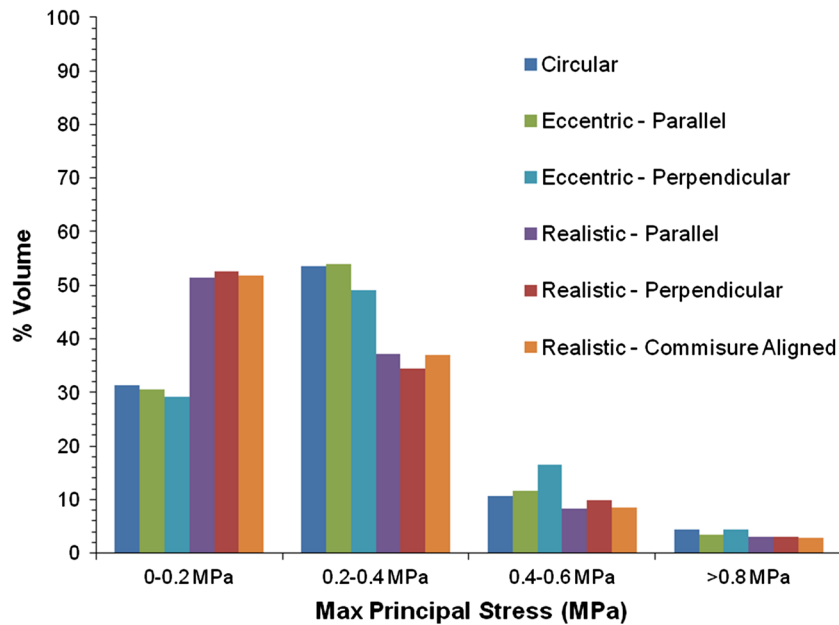 100
90
80
70
60
50
40
30
20
10
0
% Volume
Circular
Eccentric - Parallel
Eccentric - Perpendicular
Realistic - Parallel
Realistic - Perpendicular
Realistic - Commisure Aligned
0-0.2 MPa
0.2-0.4 MPa
0.4-0.6 MPa
>0.8 MPa
Max Principal Stress (MPa)